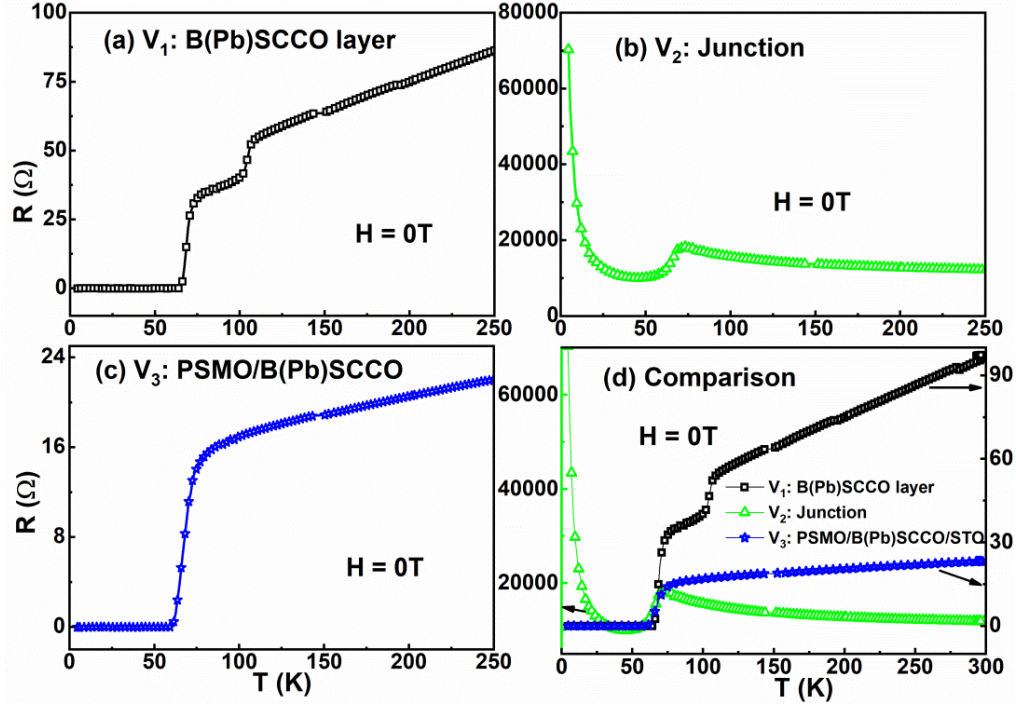 (a) V1: B(Pb)SCCO layer
100
75
50
25
0
R (Ω)
H = 0T
0 50 100 150 200 250
(b) V2: Junction
80000
60000
40000
20000
0
H = 0T
0 50 100 150 200 250
(c) V3: PSMO/B(Pb)SCCO
24
18
12
6
0
R (Ω)
H = 0T
0 50 100 150 200 250
T (K)
(d) Comparison
60000
40000
20000
90
60
30
0
H = 0T
V1: B(Pb)SCCO layer
V2: Junction
V3: PSMO/B(Pb)SCCO/STO
0 50 100 150 200 250 300
T (K)